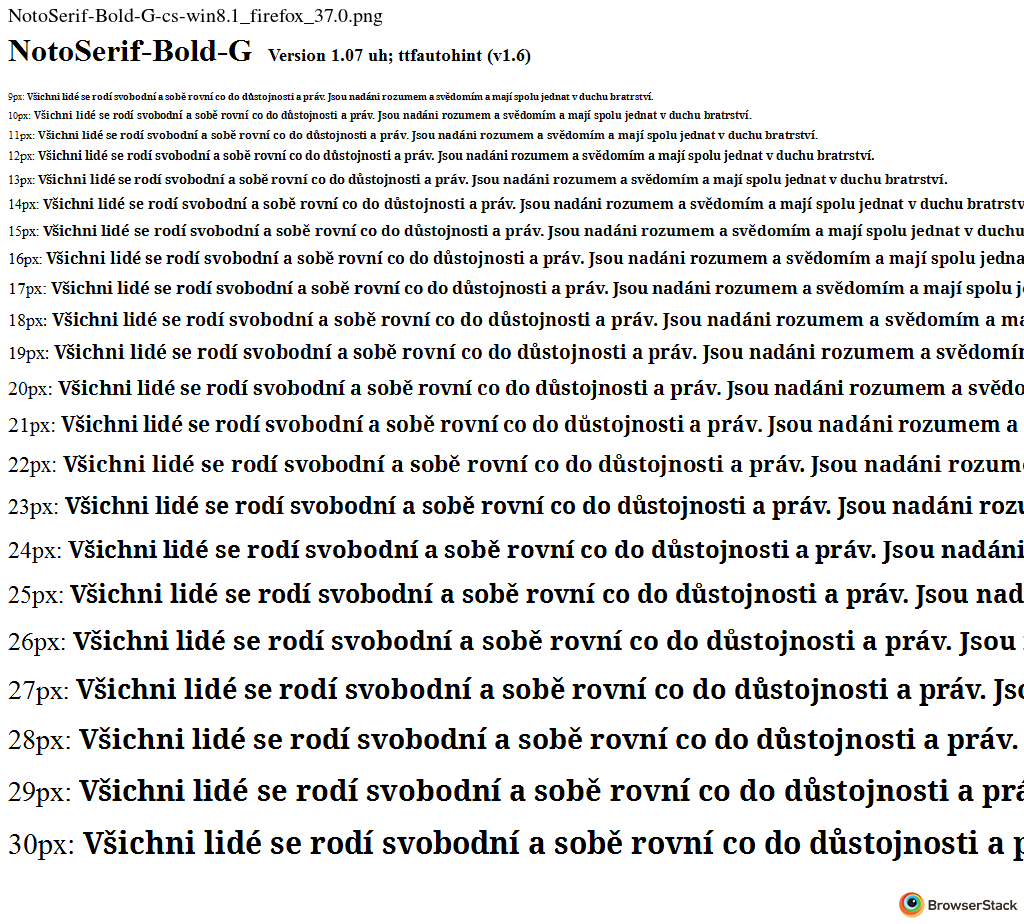 NotoSerif-Bold-G-cs-win8.1_firefox_37.0.png
NotoSerif-Bold-G Version 1.07 uh; ttfautohint (v1.6)
9px: Všichni lidé se rodí svobodní a sobě rovní co do důstojnosti a práv. Jsou nadáni rozumem a svědomím a mají spolu jednat v duchu bratrství.
10px: Všichni lidé se rodí svobodní a sobě rovní co do důstojnosti a práv. Jsou nadáni rozumem a svědomím a mají spolu jednat v duchu bratrství.
11px: Všichni lidé se rodí svobodní a sobě rovní co do důstojnosti a práv. Jsou nadáni rozumem a svědomím a mají spolu jednat v duchu bratrství.
12px: Všichni lidé se rodí svobodní a sobě rovní co do důstojnosti a práv. Jsou nadáni rozumem a svědomím a mají spolu jednat v duchu bratrství.
13px: Všichni lidé se rodí svobodní a sobě rovní co do důstojnosti a práv. Jsou nadáni rozumem a svědomím a mají spolu jednat v duchu bratrství.
14px: Všichni lidé se rodí svobodní a sobě rovní co do důstojnosti a práv. Jsou nadáni rozumem a svědomím a mají spolu jednat v duchu bratrstv
15px: Všichni lidé se rodí svobodní a sobě rovní co do důstojnosti a práv. Jsou nadáni rozumem a svědomím a mají spolu jednat v duchu
16px: Všichni lidé se rodí svobodní a sobě rovní co do důstojnosti a práv. Jsou nadáni rozumem a svědomím a mají spolu jedna
17px: Všichni lidé se rodí svobodní a sobě rovní co do důstojnosti a práv. Jsou nadáni rozumem a svědomím a mají spolu j
18px: Všichni lidé se rodí svobodní a sobě rovní co do důstojnosti a práv. Jsou nadáni rozumem a svědomím a ma
19px: Všichni lidé se rodí svobodní a sobě rovní co do důstojnosti a práv. Jsou nadáni rozumem a svědomím
20px: Všichni lidé se rodí svobodní a sobě rovní co do důstojnosti a práv. Jsou nadáni rozumem a svědo
21px: Všichni lidé se rodí svobodní a sobě rovní co do důstojnosti a práv. Jsou nadáni rozumem a
22px: Všichni lidé se rodí svobodní a sobě rovní co do důstojnosti a práv. Jsou nadáni rozum
23px: Všichni lidé se rodí svobodní a sobě rovní co do důstojnosti a práv. Jsou nadáni rozu
24px: Všichni lidé se rodí svobodní a sobě rovní co do důstojnosti a práv. Jsou nadáni
25px: Všichni lidé se rodí svobodní a sobě rovní co do důstojnosti a práv. Jsou nad
26px: Všichni lidé se rodí svobodní a sobě rovní co do důstojnosti a práv. Jsou
27px: Všichni lidé se rodí svobodní a sobě rovní co do důstojnosti a práv. Jso
28px: Všichni lidé se rodí svobodní a sobě rovní co do důstojnosti a práv.
29px: Všichni lidé se rodí svobodní a sobě rovní co do důstojnosti a prá
30px: Všichni lidé se rodí svobodní a sobě rovní co do důstojnosti a p
BrowserStack